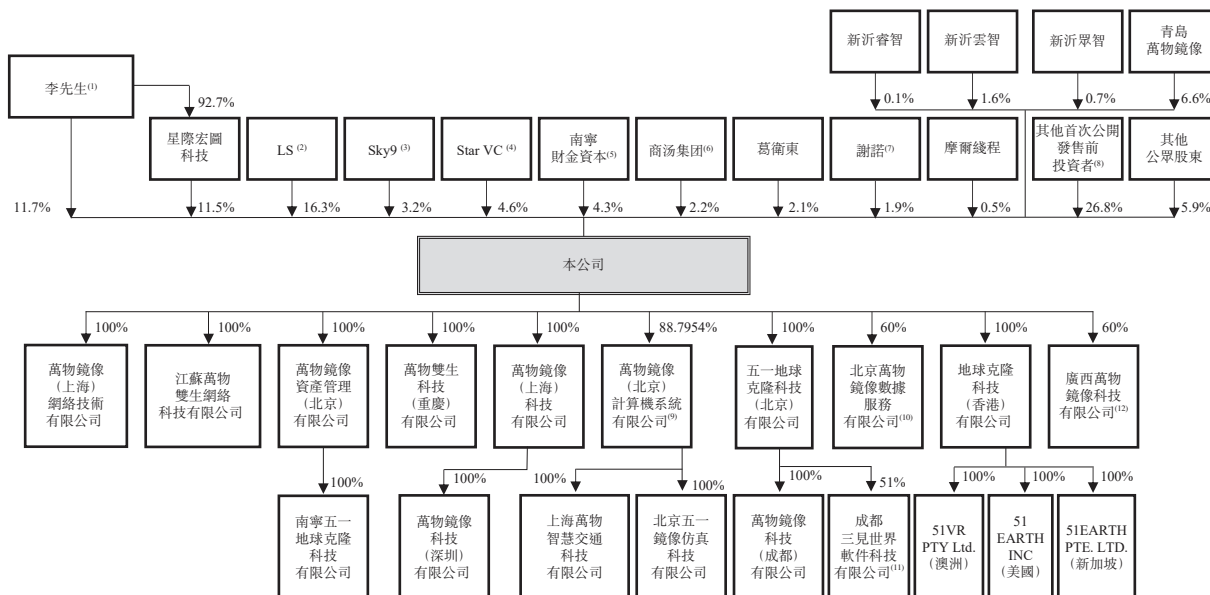 新沂睿智
新沂雲智
新沂眾智
青島
萬物鏡像
李先生(1)
92.7%
0.1%
1.6%
0.7%
6.6%
星際宏圖
科技
LS (2)
Sky9 (3)
Star VC (4)
南寧
財金資本(5)
商汤集团(6)
葛衛東
謝諾(7)
摩爾綫程
其他首次公開
發售前
投資者(8)
其他
公眾股東
11.7%
11.5%
16.3%
3.2%
4.6%
4.3%
2.2%
2.1%
1.9%
0.5%
26.8%
5.9%
本公司
100%
100%
100%
100%
100%
88.7954%
100%
60%
100%
60%
萬物鏡像
(上海)
網絡技術
有限公司
江蘇萬物
雙生網絡
科技有限公司
萬物鏡像
資產管理
(北京)
有限公司
萬物雙生
科技
(重慶)
有限公司
萬物鏡像
(上海)
科技
有限公司
萬物鏡像
(北京)
計算機系統
有限公司(9)
五一地球
克隆科技
(北京)
有限公司
北京萬物
鏡像數據
服務
有限公司(10)
地球克隆
科技
(香港)
有限公司
廣西萬物
鏡像科技
有限公司(12)
100%
100%
100%
100%
100%
51%
100%
100%
100%
南寧五一
地球克隆
科技
有限公司
萬物鏡像
科技
(深圳)
有限公司
上海萬物
智慧交通
科技
有限公司
北京五一
鏡像仿真
科技
有限公司
萬物鏡像
科技
(成都)
有限公司
成都
三見世界
軟件科技
有限公司(11)
51VR
PTY Ltd.
(澳洲)
51
EARTH
INC
(美國)
51EARTH
PTE. LTD.
(新加坡)